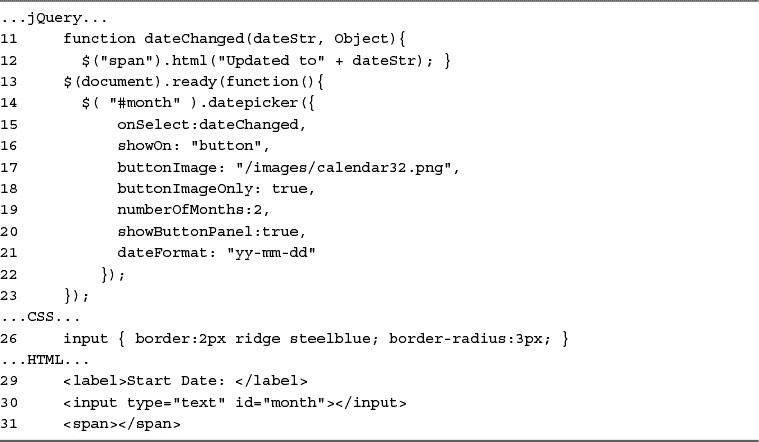 ...jQuery...
11     function dateChanged(dateStr, Object){
12       $("span").html("Updated to" + dateStr); }
13     $(document).ready(function(){
14       $( "#month" ).datepicker({
15           onSelect:dateChanged,
16           showOn: "button",
17           buttonImage: "/images/calendar32.png",
18           buttonImageOnly: true,
19           numberOfMonths:2,
20           showButtonPanel:true,
21           dateFormat: "yy-mm-dd"
22         });
23     });
...CSS...
26     input { border:2px ridge steelblue; border-radius:3px; }
...HTML...
29     <label>Start Date: </label>
30     <input type="text" id="month"></input>
31     <span></span>